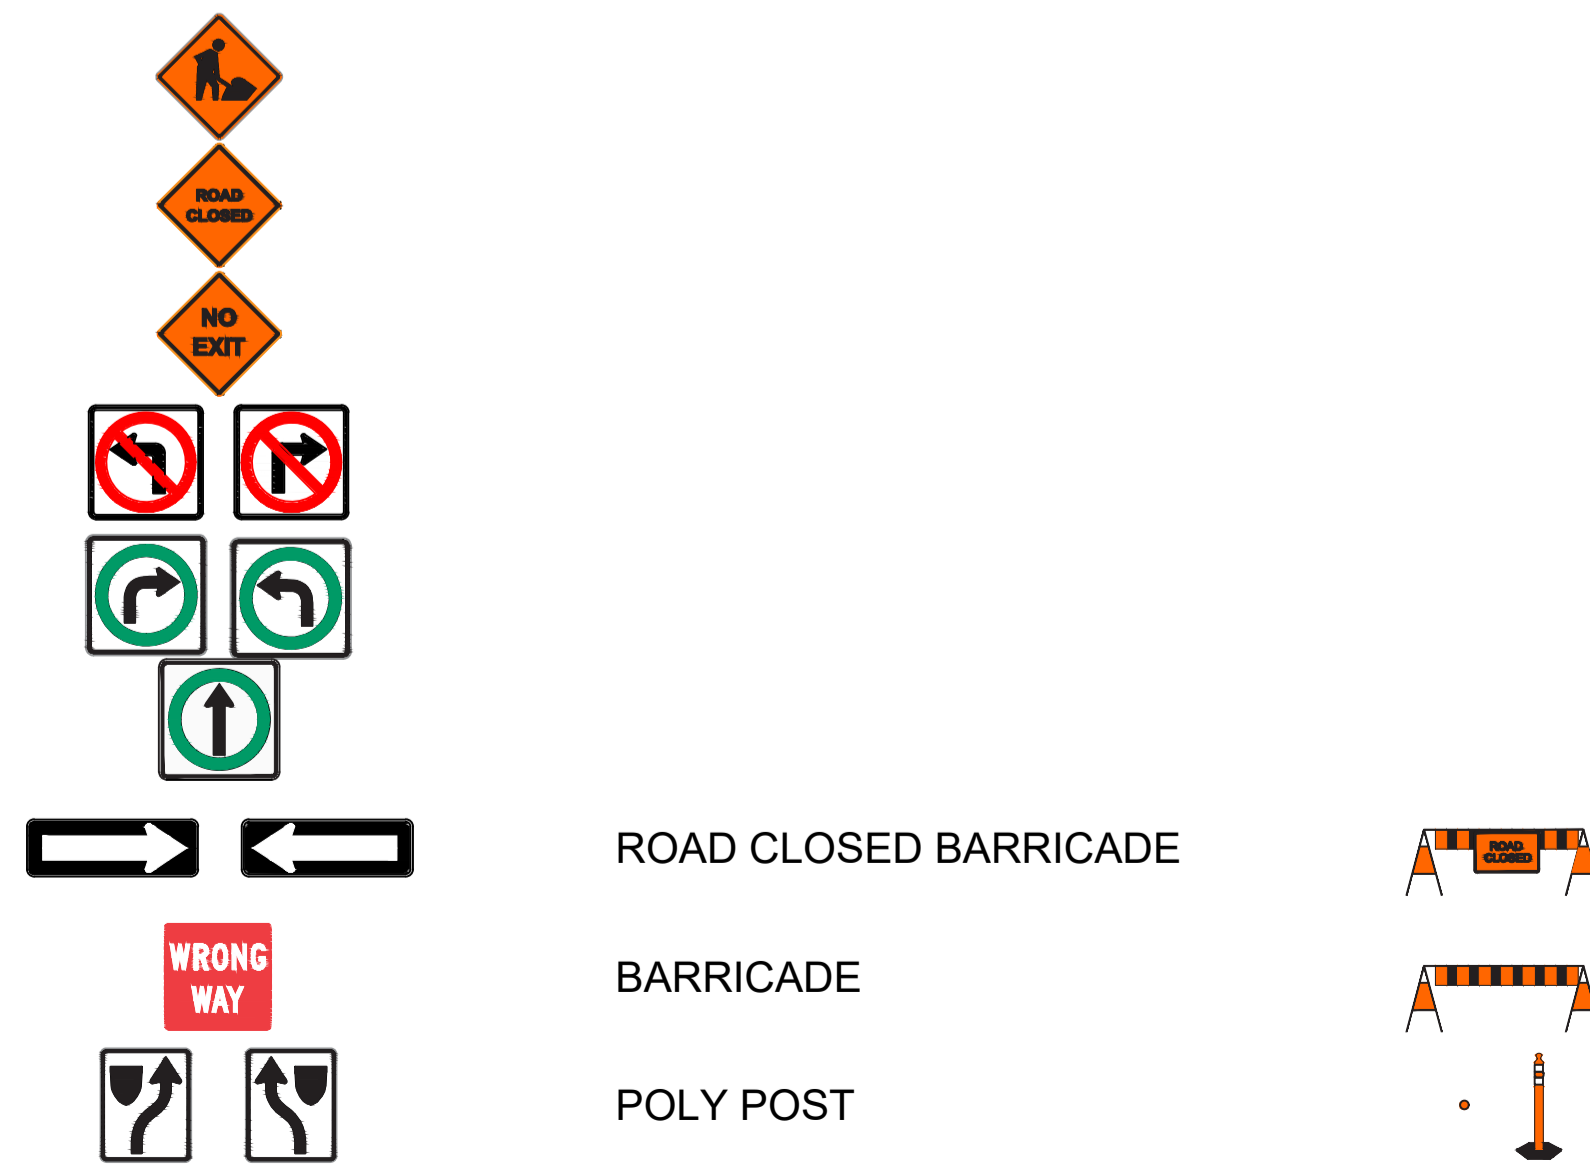 ROAD
CLOSED
NO
EXIT
ROAD CLOSED BARRICADE
ROAD
CLOSED
WRONG
WAY
BARRICADE
POLY POST